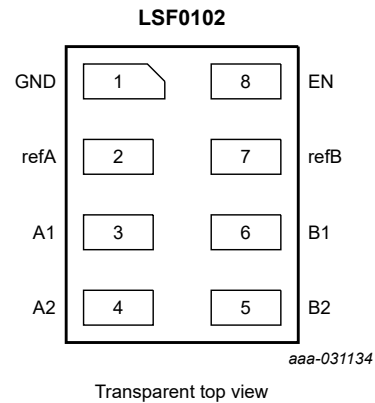 LSF0102
GND 1 8 EN
refA 2 7 refB
A1 3 6 B1
A2 4 5 B2
aaa-031134
Transparent top view